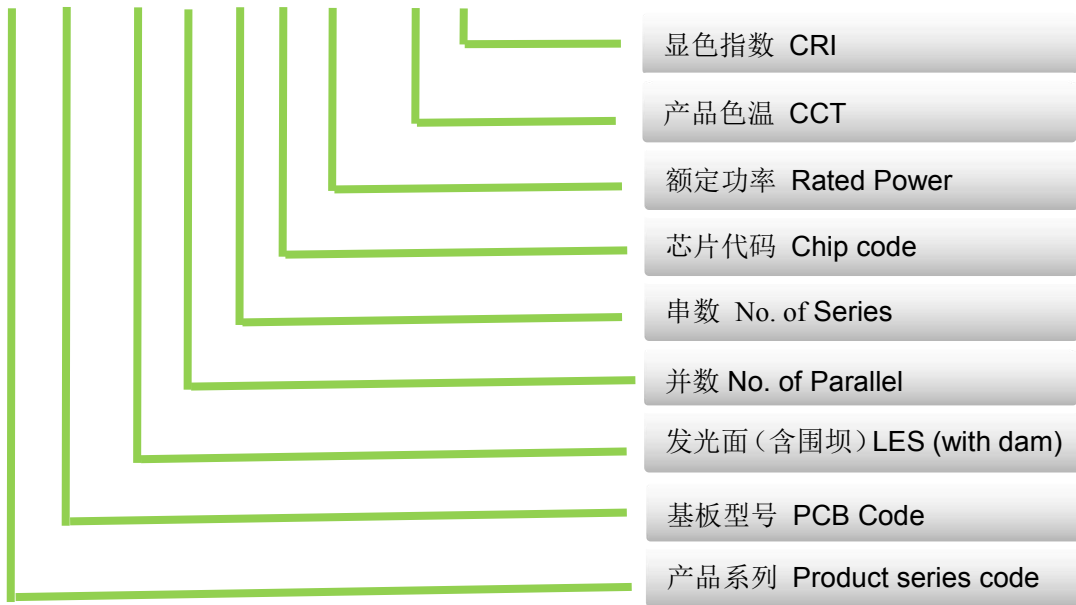 显色指数 CRI
产品色温 CCT
额定功率 Rated Power
芯片代码 Chip code
串数 No. of Series
并数 No. of Parallel
发光面（含围坝）LES (with dam)
基板型号 PCB Code
产品系列 Product series code